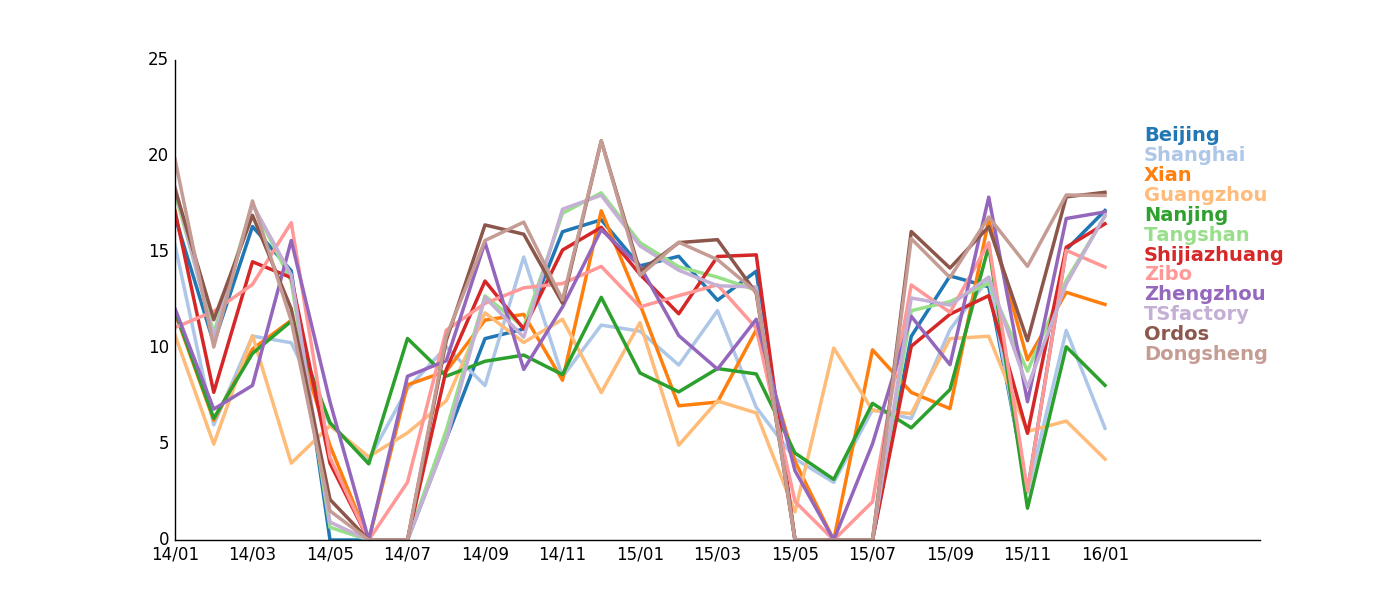 25
20
15
10
5
0
14/01 14/03 14/05 14/07 14/09 14/11 15/01 15/03 15/05 15/07 15/09 15/11 16/01
Beijing
Shanghai
Xian
Guangzhou
Nanjing
Tangshan
Shijiazhuang
Zibo
Zhengzhou
TSfactory
Ordos
Dongsheng